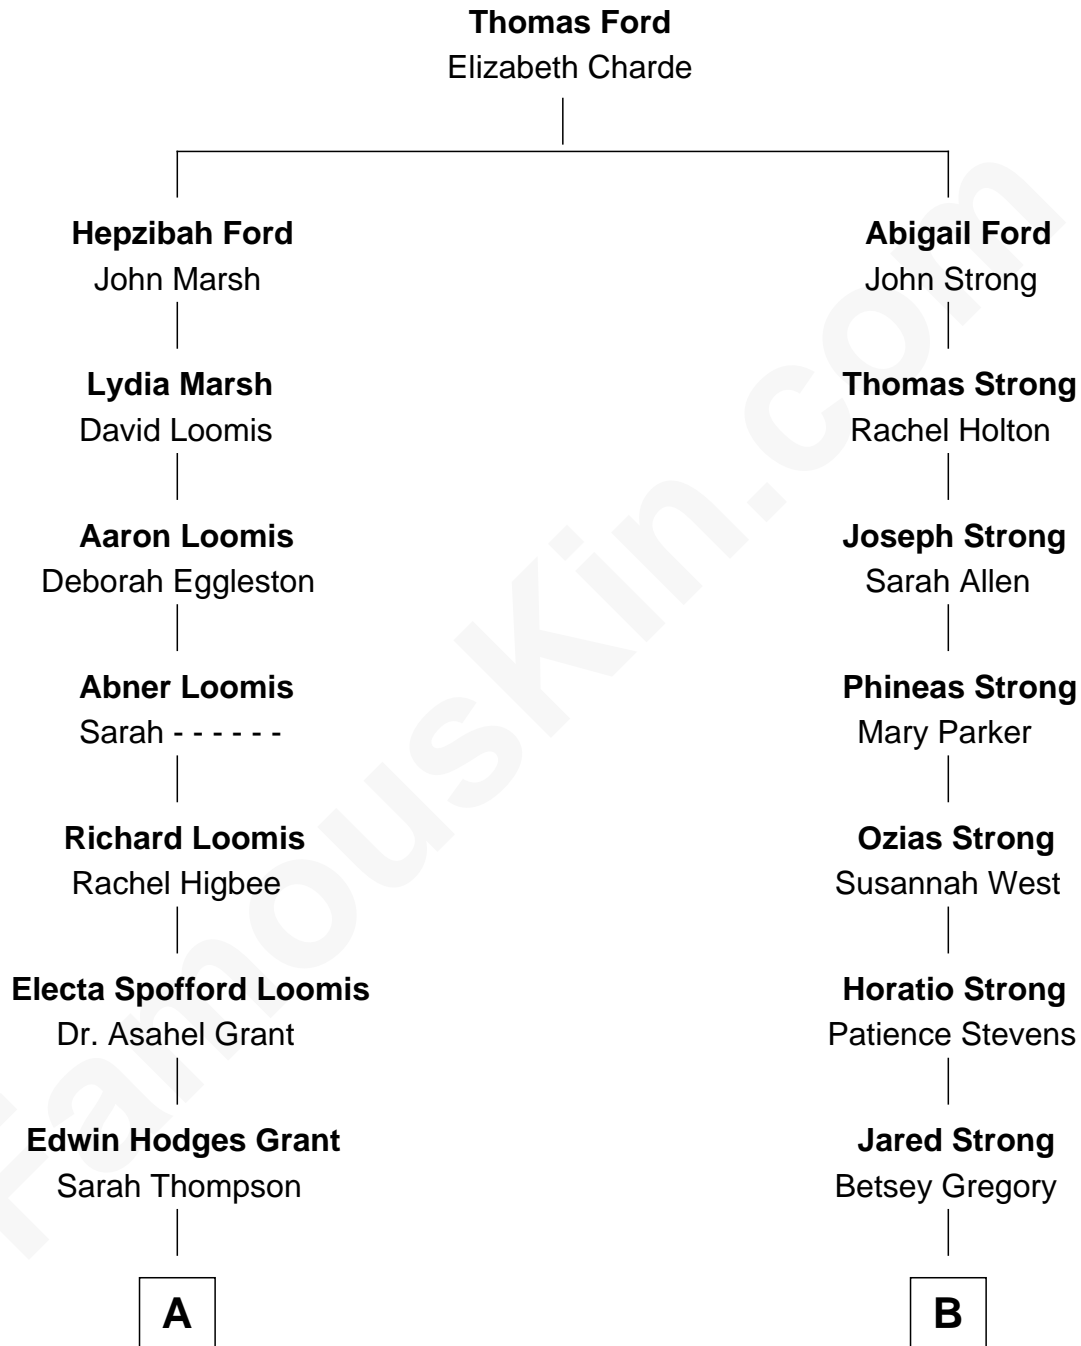 Thomas Ford
Elizabeth Charde
Hepzibah Ford
John Marsh
Abigail Ford
John Strong
Lydia Marsh
David Loomis
Thomas Strong
Rachel Holton
Aaron Loomis
Deborah Eggleston
Joseph Strong
Sarah Allen
Abner Loomis
Sarah - - - - - -
Phineas Strong
Mary Parker
Richard Loomis
Rachel Higbee
Ozias Strong
Susannah West
Electa Spofford Loomis
Dr. Asahel Grant
Horatio Strong
Patience Stevens
Edwin Hodges Grant
Sarah Thompson
Jared Strong
Betsey Gregory
A
B
FamousKin.com